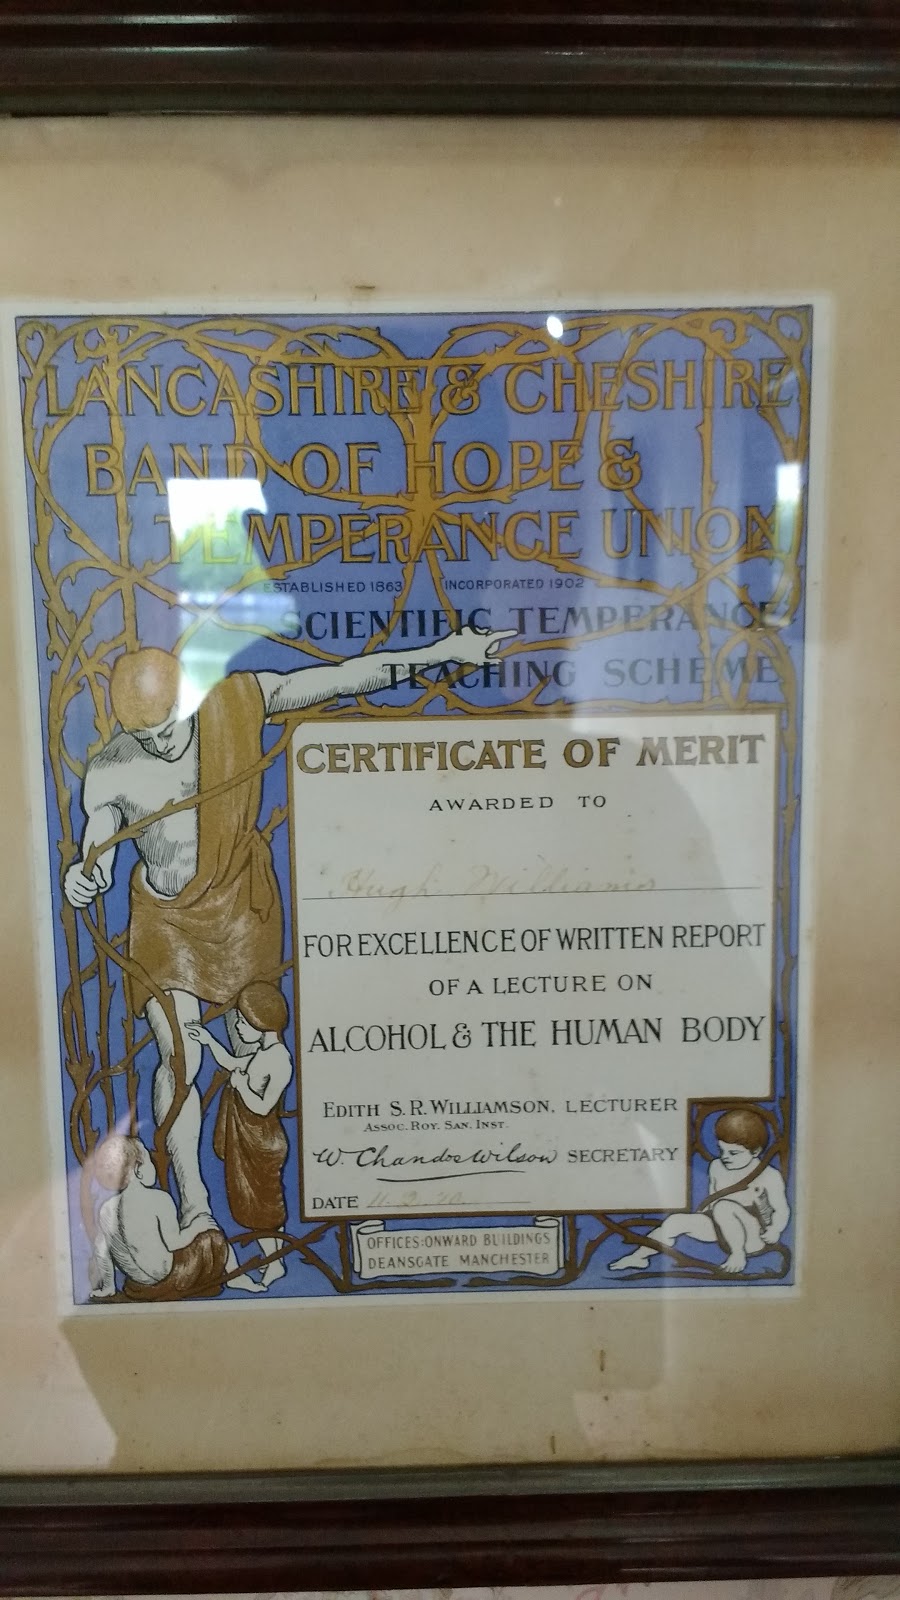 LANCASHIRE & CHESHIRE
BAND OF HOPE &
TEMPERANCE UNION
ESTABLISHED 1863 INCORPORATED 1902
SCIENTIFIC TEMPERANCE
TEACHING SCHEME
CERTIFICATE OF MERIT
AWARDED TO
Hugh Williams
FOR EXCELLENCE OF WRITTEN REPORT
OF A LECTURE ON
ALCOHOL & THE HUMAN BODY
EDITH S. R. WILLIAMSON, LECTURER
ASSOC. ROY. SAN. INST.
W. Chandos Wilson SECRETARY
DATE
OFFICES: ONWARD BUILDINGS
DEANSGATE MANCHESTER